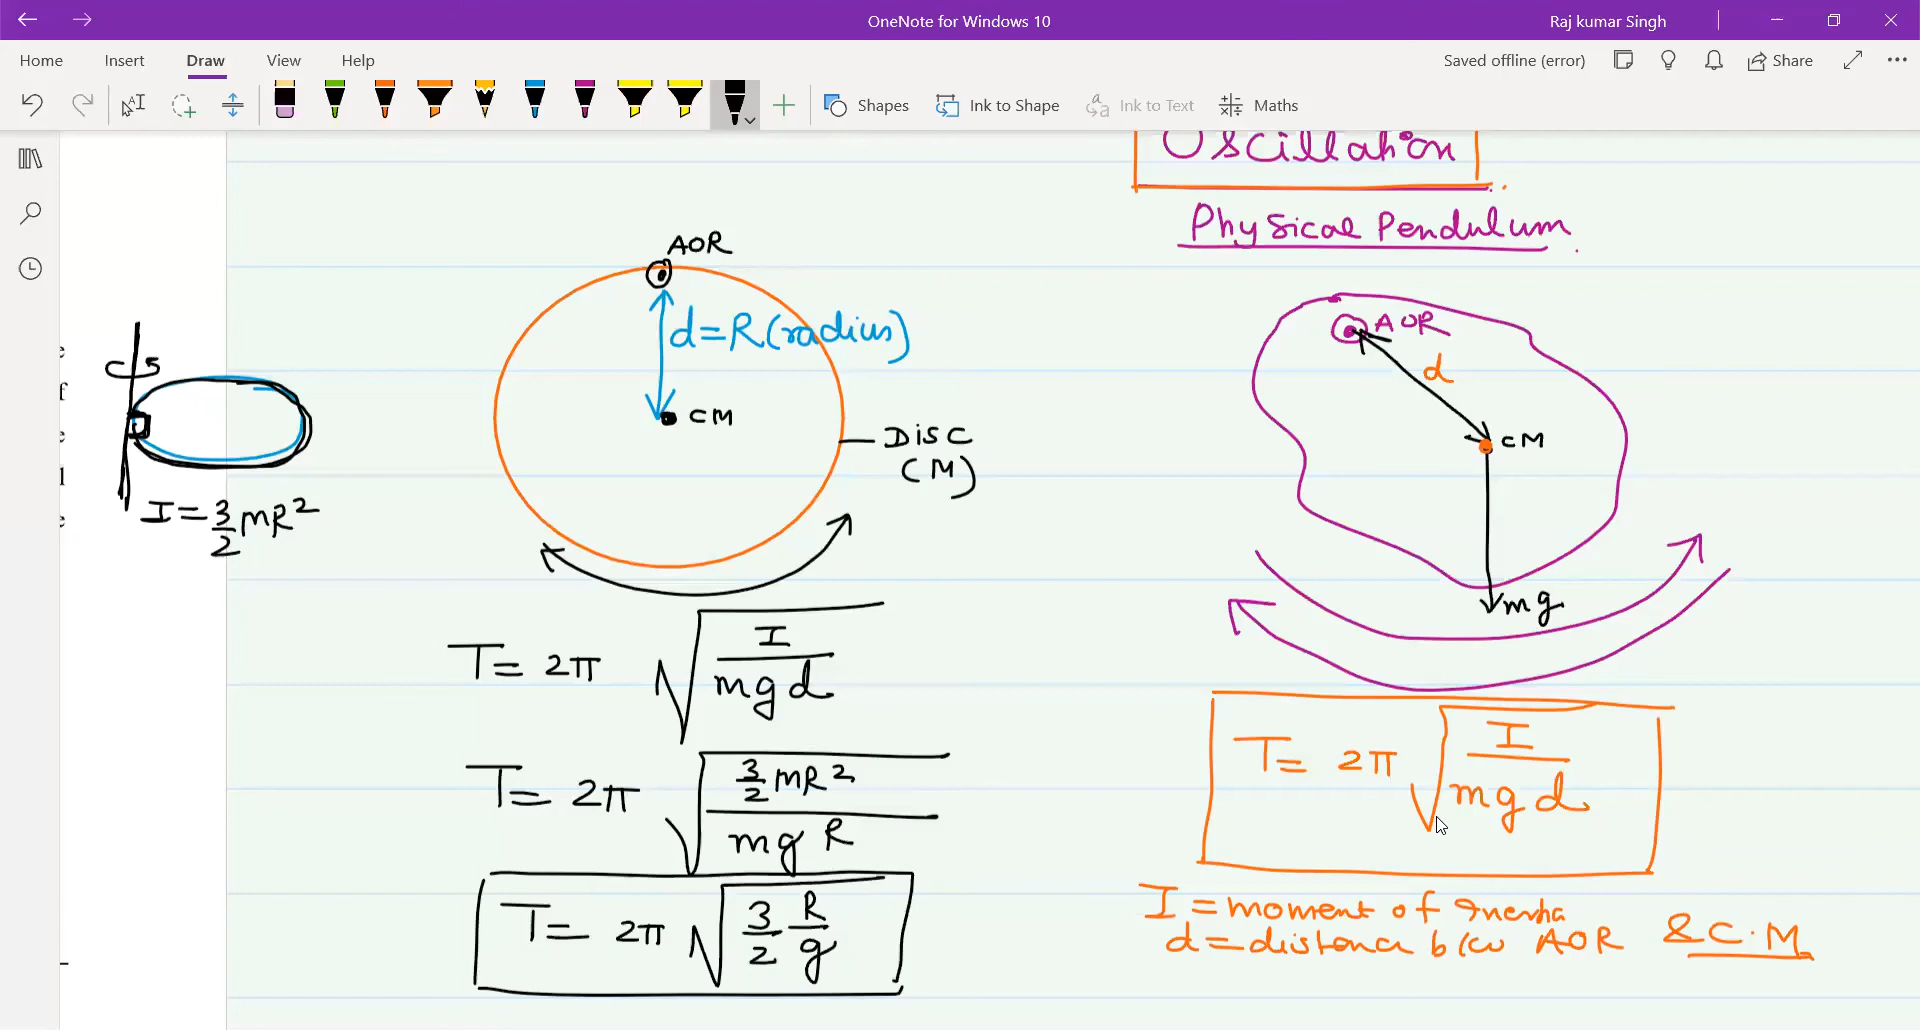 OneNote for Windows 10
Raj kumar Singh
Home Insert Draw View Help
Saved offline (error)
Share
Shapes
Ink to Shape
Ink to Text
Maths
Oscillation
Physical Pendulum
AOR
d=R(radius)
CM
DISC
(M)
I=3/2 MR²
T= 2π √(I/mgd)
T= 2π √(3/2 MR²/mgR)
T= 2π √(3/2 R/g)
AOR
d
CM
mg
T= 2π √(I/mgd)
I = moment of Inertia
d = distance b/w AOR & C.M.
e
f
e
l
e